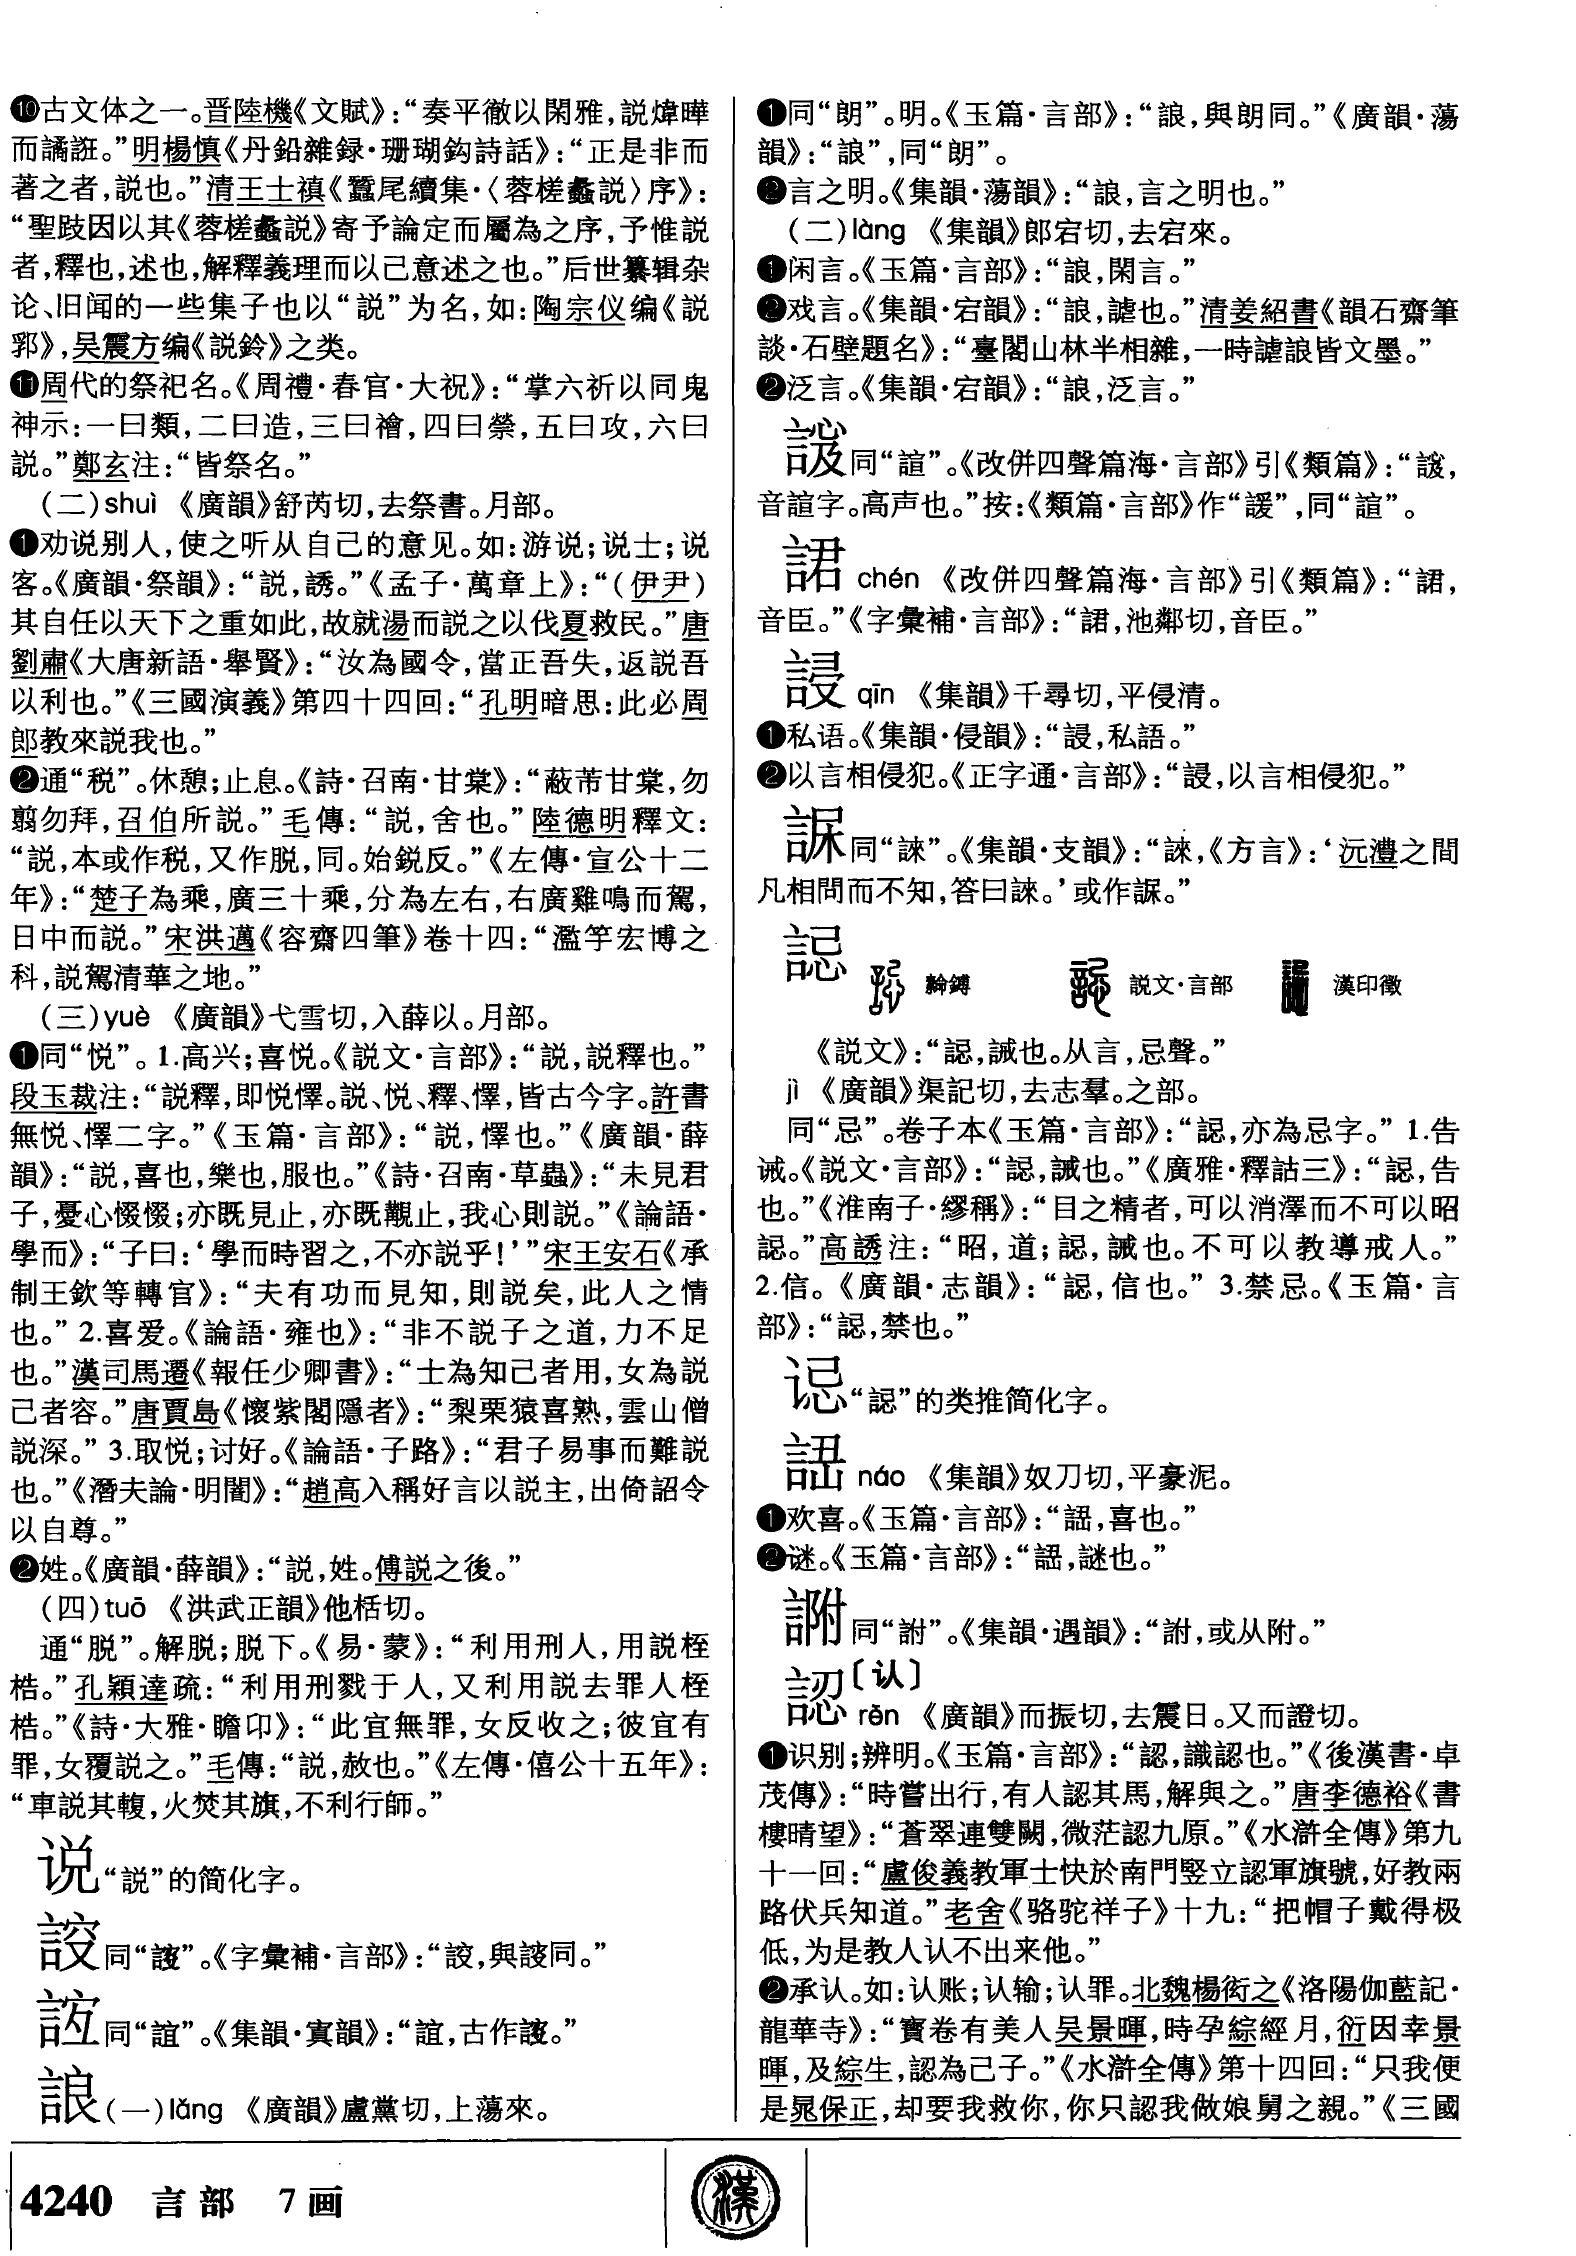 ⑩古文体之一。晋陸機《文賦》：“奏平徹以閑雅，説煒曄
而譎誑。”明楊慎《丹鉛雜録·珊瑚鈎詩話》：“正是非而
著之者，説也。”清王士禛《蠶尾續集·〈蓉槎蠡説〉序》：
“聖跂因以其《蓉槎蠡説》寄予論定而屬為之序，予惟説
者，釋也，述也，解釋義理而以己意述之也。”后世纂辑杂
论、旧闻的一些集子也以“説”为名，如：陶宗仪编《説
郛》，吴震方编《説鈴》之类。
⑪周代的祭祀名。《周禮·春官·大祝》：“掌六祈以同鬼
神示：一曰類，二曰造，三曰禬，四曰禜，五曰攻，六曰
説。”鄭玄注：“皆祭名。”
（二）shuì 《廣韻》舒芮切，去祭書。月部。
❶劝说别人，使之听从自己的意见。如：游说；说士；说
客。《廣韻·祭韻》：“説，誘。”《孟子·萬章上》：“（伊尹）
其自任以天下之重如此，故就湯而説之以伐夏救民。”唐
劉肅《大唐新語·舉賢》：“汝為國令，當正吾失，返説吾
以利也。”《三國演義》第四十四回：“孔明暗思：此必周
郎教來説我也。”
❷通“税”。休憩；止息。《詩·召南·甘棠》：“蔽芾甘棠，勿
翦勿拜，召伯所説。”毛傳：“説，舍也。”陸德明釋文：
“説，本或作税，又作脱，同。始鋭反。”《左傳·宣公十二
年》：“楚子為乘，廣三十乘，分為左右，右廣雞鳴而駕，
日中而説。”宋洪邁《容齋四筆》卷十四：“濫竽宏博之
科，説駕清華之地。”
（三）yuè 《廣韻》弋雪切，入薛以。月部。
❶同“悦”。1.高兴；喜悦。《説文·言部》：“説，説釋也。”
段玉裁注：“説釋，即悦懌。説、悦、釋、懌，皆古今字。許書
無悦、懌二字。”《玉篇·言部》：“説，懌也。”《廣韻·薛
韻》：“説，喜也，樂也，服也。”《詩·召南·草蟲》：“未見君
子，憂心惙惙；亦既見止，亦既覯止，我心則説。”《論語·
學而》：“子曰：‘學而時習之，不亦説乎！’”宋王安石《承
制王欽等轉官》：“夫有功而見知，則説矣，此人之情
也。”2.喜爱。《論語·雍也》：“非不説子之道，力不足
也。”漢司馬遷《報任少卿書》：“士為知己者用，女為説
己者容。”唐賈島《懷紫閣隱者》：“梨栗猿喜熟，雲山僧
説深。”3.取悦；讨好。《論語·子路》：“君子易事而難説
也。”《潛夫論·明闇》：“趙高入稱好言以説主，出倚詔令
以自尊。”
❷姓。《廣韻·薛韻》：“説，姓。傅説之後。”
（四）tuō 《洪武正韻》他栝切。
通“脱”。解脱；脱下。《易·蒙》：“利用刑人，用説桎
梏。”孔穎達疏：“利用刑戮于人，又利用説去罪人桎
梏。”《詩·大雅·瞻卬》：“此宜無罪，女反收之；彼宜有
罪，女覆説之。”毛傳：“説，赦也。”《左傳·僖公十五年》：
“車説其輹，火焚其旗，不利行師。”
说“説”的简化字。
同“謏”。《字彙補·言部》：“，與謏同。”
同“誼”。《集韻·寘韻》：“誼，古作。”
誏（一）lǎng 《廣韻》盧黨切，上蕩來。
❶同“朗”。明。《玉篇·言部》：“誏，與朗同。”《廣韻·蕩
韻》：“誏”，同“朗”。
❷言之明。《集韻·蕩韻》：“誏，言之明也。”
（二）làng 《集韻》郎宕切，去宕來。
❶闲言。《玉篇·言部》：“誏，閑言。”
❷戏言。《集韻·宕韻》：“誏，謔也。”清姜紹書《韻石齋筆
談·石壁題名》：“臺閣山林半相雜，一時謔誏皆文墨。”
❷泛言。《集韻·宕韻》：“誏，泛言。”
同“諠”。《改併四聲篇海·言部》引《類篇》：“，
音諠字。高声也。”按：《類篇·言部》作“諼”，同“諠”。
chén 《改併四聲篇海·言部》引《類篇》：“，
音臣。”《字彙補·言部》：“，池鄰切，音臣。”
qīn 《集韻》千尋切，平侵清。
❶私语。《集韻·侵韻》：“，私語。”
❷以言相侵犯。《正字通·言部》：“，以言相侵犯。”
同“誺”。《集韻·支韻》：“誺，《方言》：‘沅澧之間
凡相問而不知，答曰誺。’或作。”
誋 䣄鎛 説文·言部 漢印徵
《説文》：“誋，誡也。从言，忌聲。”
jì 《廣韻》渠記切，去志羣。之部。
同“忌”。卷子本《玉篇·言部》：“誋，亦為忌字。”1.告
诫。《説文·言部》：“誋，誡也。”《廣雅·釋詁三》：“誋，告
也。”《淮南子·繆稱》：“目之精者，可以消澤而不可以昭
誋。”高誘注：“昭，道；誋，誡也。不可以教導戒人。”
2.信。《廣韻·志韻》：“誋，信也。”3.禁忌。《玉篇·言
部》：“誋，禁也。”
“誋”的类推简化字。
náo 《集韻》奴刀切，平豪泥。
❶欢喜。《玉篇·言部》：“，喜也。”
❷谜。《玉篇·言部》：“，謎也。”
同“詂”。《集韻·遇韻》：“詂，或从附。”
認〔认〕
rèn 《廣韻》而振切，去震日。又而證切。
❶识别；辨明。《玉篇·言部》：“認，識認也。”《後漢書·卓
茂傳》：“時嘗出行，有人認其馬，解與之。”唐李德裕《書
樓晴望》：“蒼翠連雙闕，微茫認九原。”《水滸全傳》第九
十一回：“盧俊義教軍士快於南門竪立認軍旗號，好教兩
路伏兵知道。”老舍《骆驼祥子》十九：“把帽子戴得极
低，为是教人认不出来他。”
❷承认。如：认账；认输；认罪。北魏楊衒之《洛陽伽藍記·
龍華寺》：“寶卷有美人吴景暉，時孕綜經月，衍因幸景
暉，及綜生，認為己子。”《水滸全傳》第十四回：“只我便
是晁保正，却要我救你，你只認我做娘舅之親。”《三國
4240 言部 7画
漢